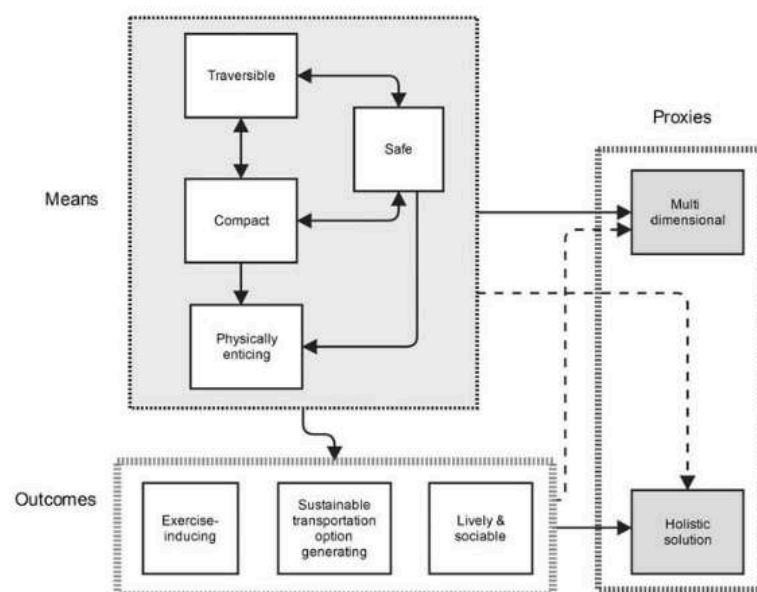 Traversible
Proxies
Safe
Means
Multi
dimensional
Compact
Physically
enticing
Outcomes
Exercise-
inducing
Sustainable
transportation
option
generating
Lively &
sociable
Holistic
solution